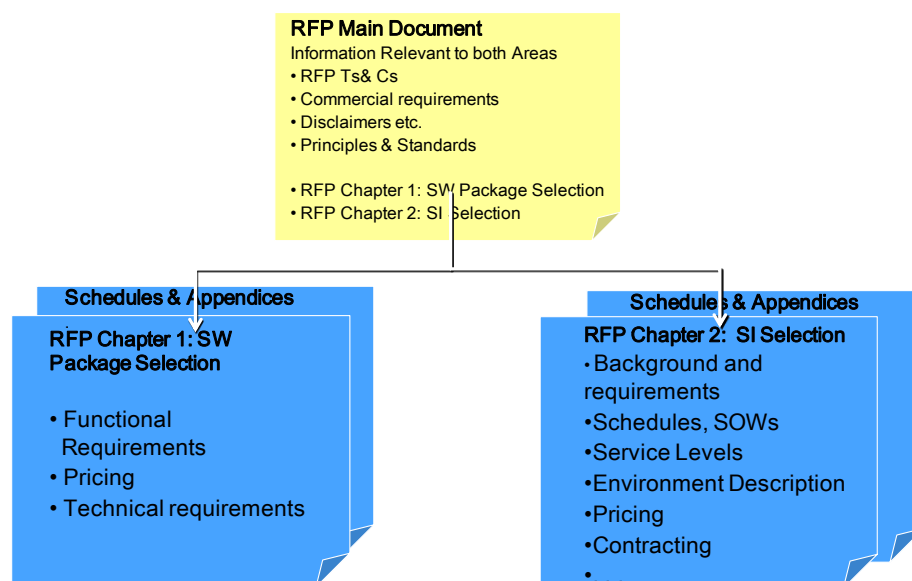 RFP Main Document
Information Relevant to both Areas
• RFP Ts& Cs
• Commercial requirements
• Disclaimers etc.
• Principles & Standards
• RFP Chapter 1: SW Package Selection
• RFP Chapter 2: SI Selection
Schedules & Appendices
RFP Chapter 1: SW
Package Selection
• Functional
Requirements
• Pricing
• Technical requirements
Schedules & Appendices
RFP Chapter 2: SI Selection
• Background and
requirements
•Schedules, SOWs
•Service Levels
•Environment Description
•Pricing
•Contracting
•...